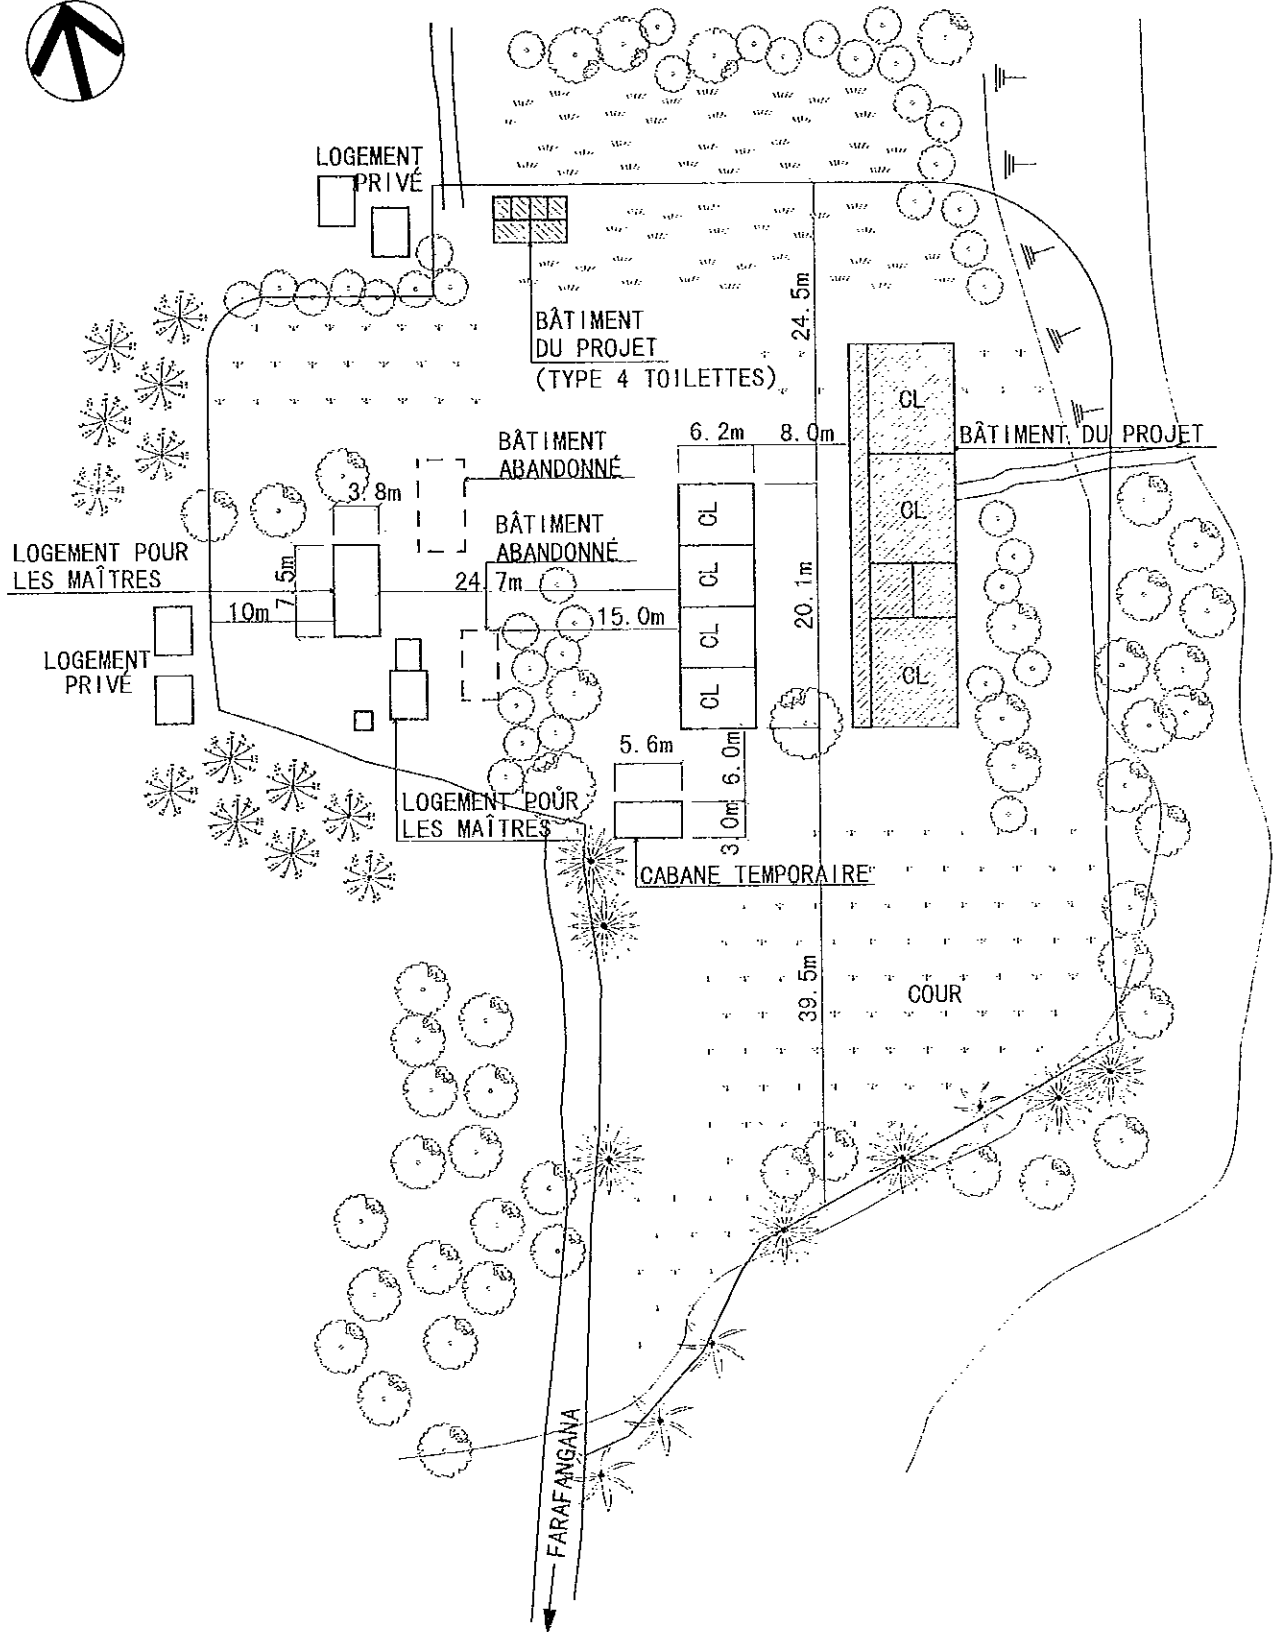 LOGEMENT
PRIVÉ
24.5m
BÂTIMENT
DU PROJET
(TYPE 4 TOILETTES)
CL
6.2m
8.0m
BÂTIMENT DU PROJET
BÂTIMENT
ABANDONNÉ
3.8m
CL
CL
BÂTIMENT
ABANDONNÉ
LOGEMENT POUR
LES MAÎTRES
7.5m
24.7m
CL
20.1m
10m
15.0m
CL
LOGEMENT
PRIVÉ
CL
CL
5.6m
6.0m
LOGEMENT POUR
LES MAÎTRES
3.0m
CABANE TEMPORAIRE
39.5m
COUR
FARAFANGANA